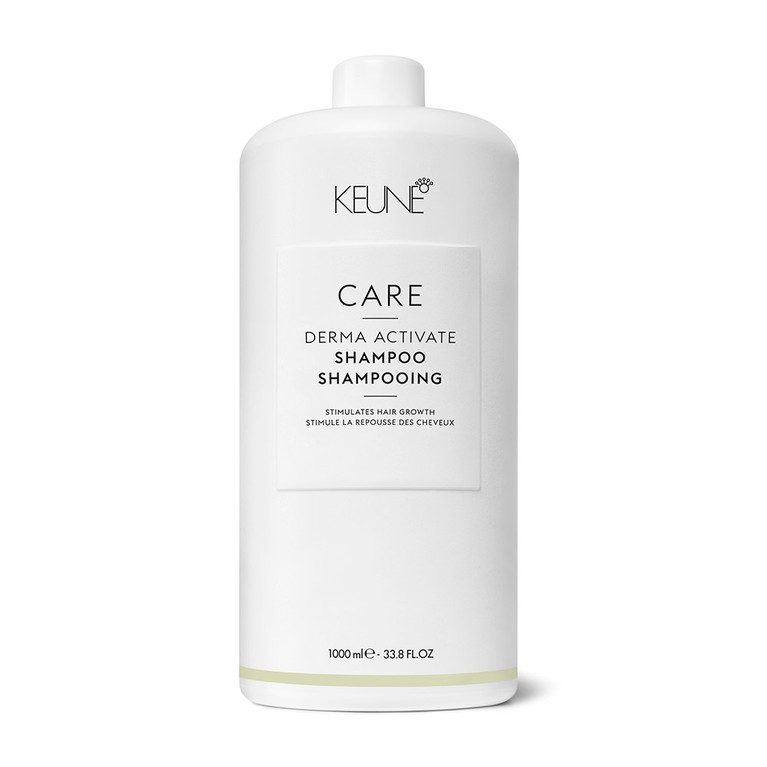 KEUNE
CARE
DERMA ACTIVATE
SHAMPOO
SHAMPOOING
STIMULATES HAIR GROWTH
STIMULE LA REPOUSSE DES CHEVEUX
1000 ml℮ - 33.8 FL.OZ